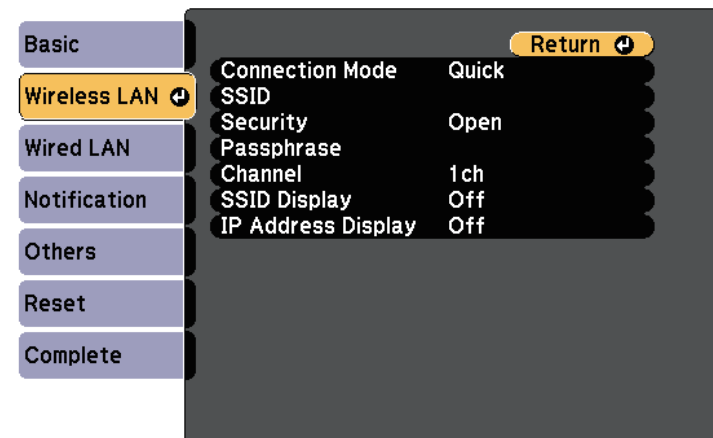 Basic
Wireless LAN
Wired LAN
Notification
Others
Reset
Complete
Return
Connection Mode Quick
SSID
Security Open
Passphrase
Channel 1ch
SSID Display Off
IP Address Display Off